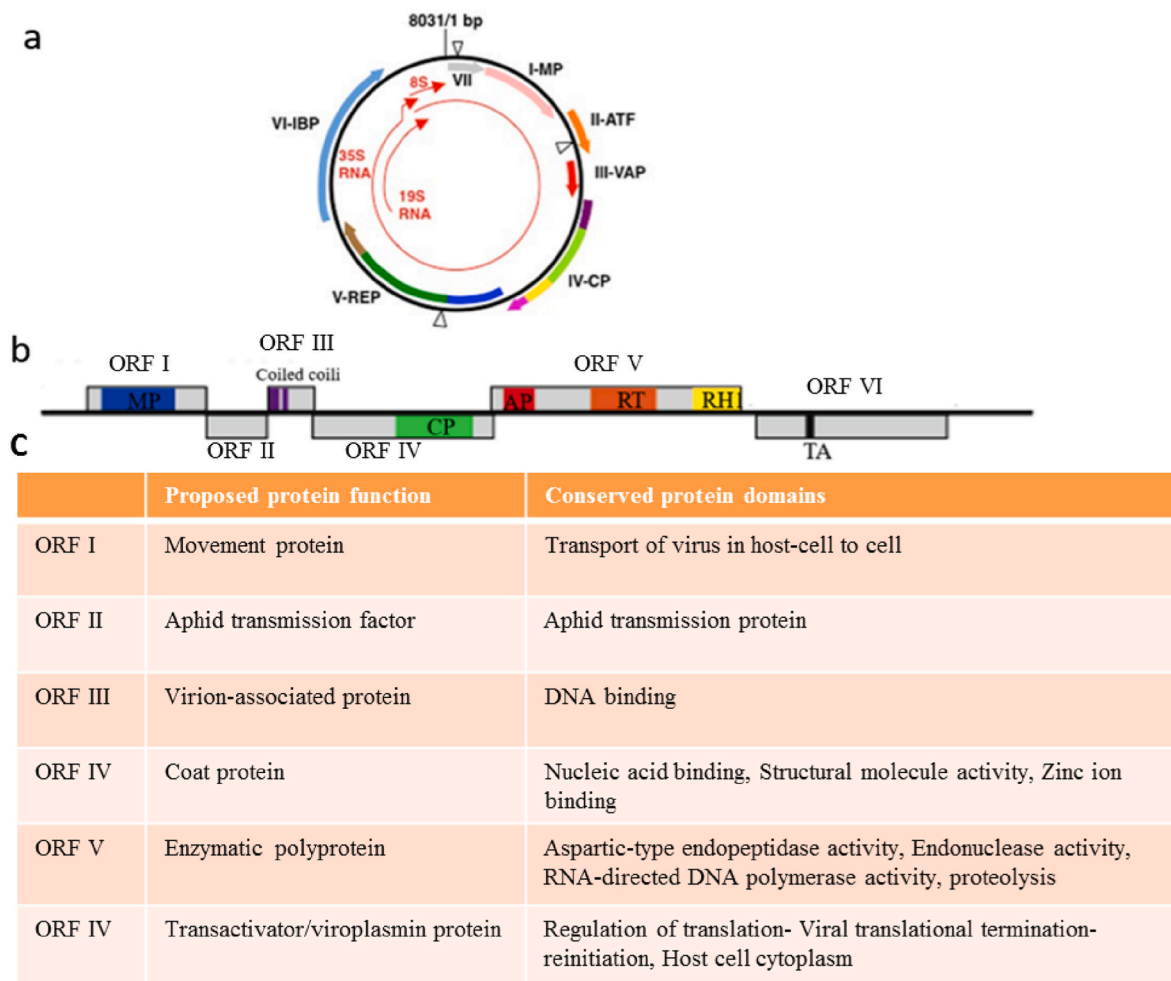 a
8031/1 bp
VII
I-MP
8S
II-ATF
VI-IBP
35S
RNA
III-VAP
19S
RNA
IV-CP
V-REP
b
ORF I
ORF III
Coiled coili
ORF V
ORF VI
MP
AP
RT
RH1
CP
ORF II
ORF IV
TA
C
Proposed protein function
Conserved protein domains
ORF I
Movement protein
Transport of virus in host-cell to cell
ORF II
Aphid transmission factor
Aphid transmission protein
ORF III
Virion-associated protein
DNA binding
ORF IV
Coat protein
Nucleic acid binding, Structural molecule activity, Zinc ion
binding
ORF V
Enzymatic polyprotein
Aspartic-type endopeptidase activity, Endonuclease activity,
RNA-directed DNA polymerase activity, proteolysis
ORF IV
Transactivator/viroplasmin protein
Regulation of translation- Viral translational termination-
reinitiation, Host cell cytoplasm